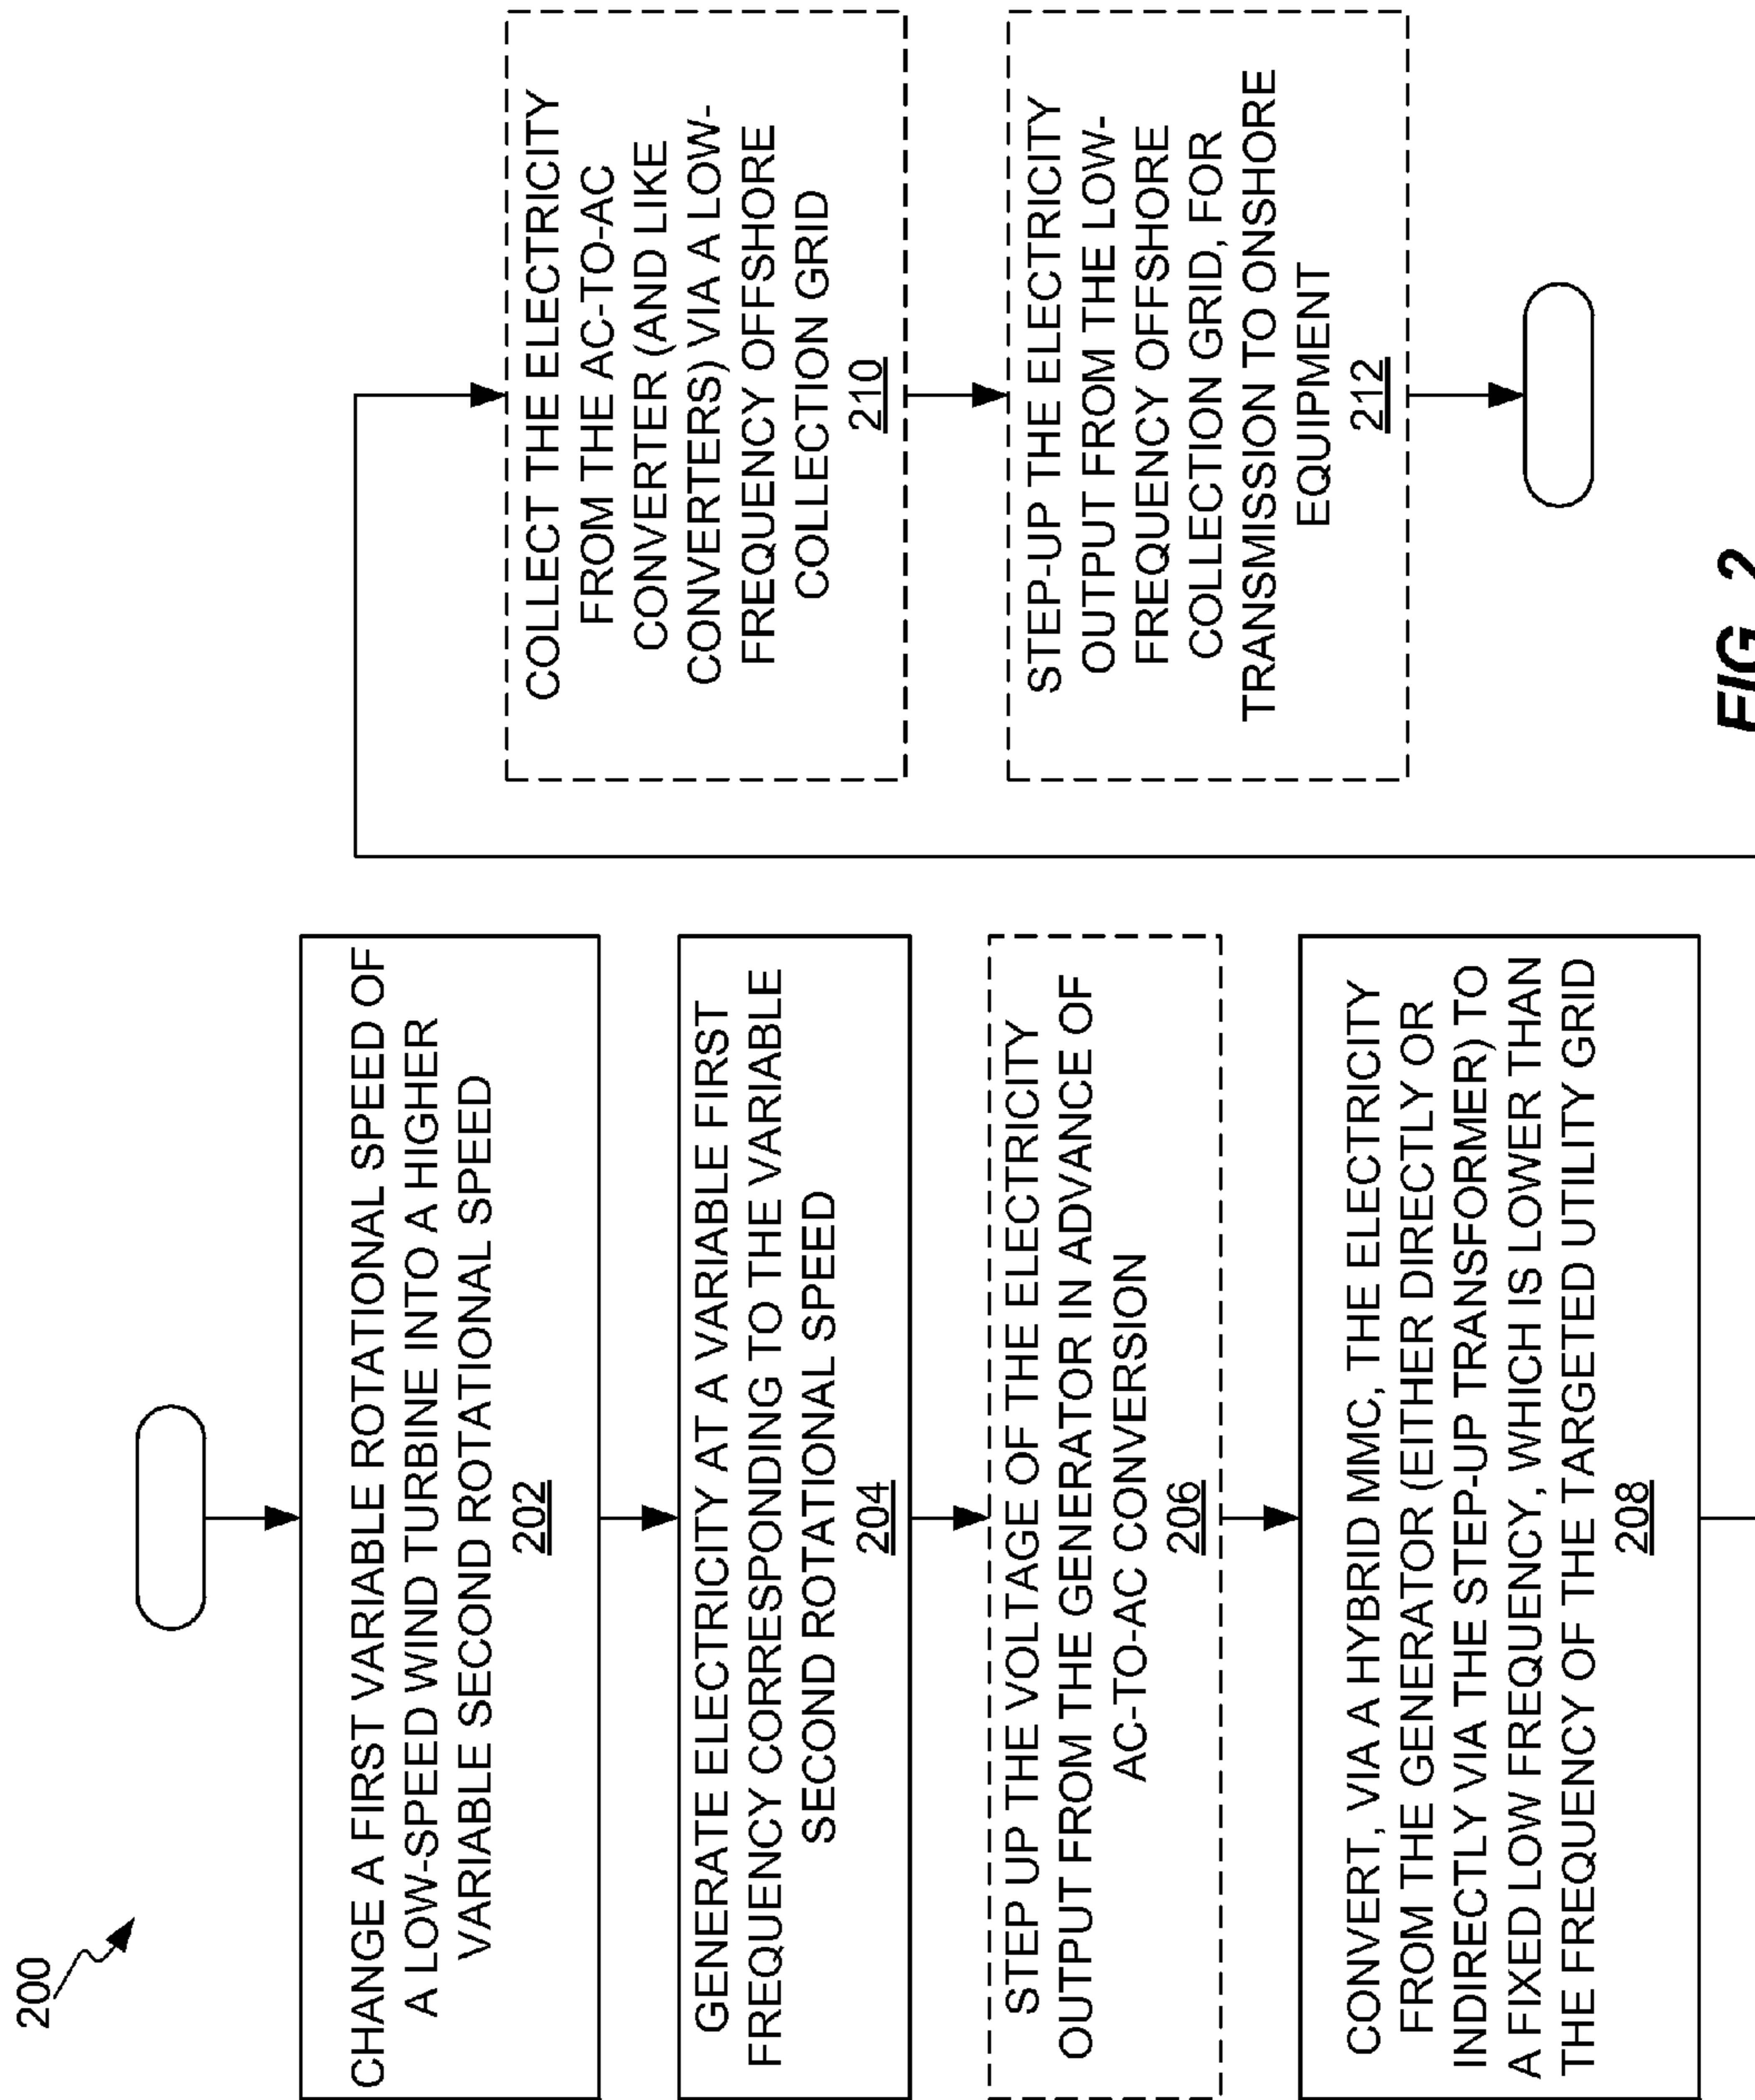 200
CHANGE A FIRST VARIABLE ROTATIONAL SPEED OF
A LOW-SPEED WIND TURBINE INTO A HIGHER
VARIABLE SECOND ROTATIONAL SPEED
202
GENERATE ELECTRICITY AT A VARIABLE FIRST
FREQUENCY CORRESPONDING TO THE VARIABLE
SECOND ROTATIONAL SPEED
204
STEP UP THE VOLTAGE OF THE ELECTRICITY
OUTPUT FROM THE GENERATOR IN ADVANCE OF
AC-TO-AC CONVERSION
206
CONVERT, VIA A HYBRID MMC, THE ELECTRICITY
FROM THE GENERATOR (EITHER DIRECTLY OR
INDIRECTLY VIA THE STEP-UP TRANSFORMER) TO
A FIXED LOW FREQUENCY, WHICH IS LOWER THAN
THE FREQUENCY OF THE TARGETED UTILITY GRID
208
COLLECT THE ELECTRICITY
FROM THE AC-TO-AC
CONVERTER (AND LIKE
CONVERTERS) VIA A LOW-
FREQUENCY OFFSHORE
COLLECTION GRID
210
STEP-UP THE ELECTRICITY
OUTPUT FROM THE LOW-
FREQUENCY OFFSHORE
COLLECTION GRID, FOR
TRANSMISSION TO ONSHORE
EQUIPMENT
212
FIG. 2